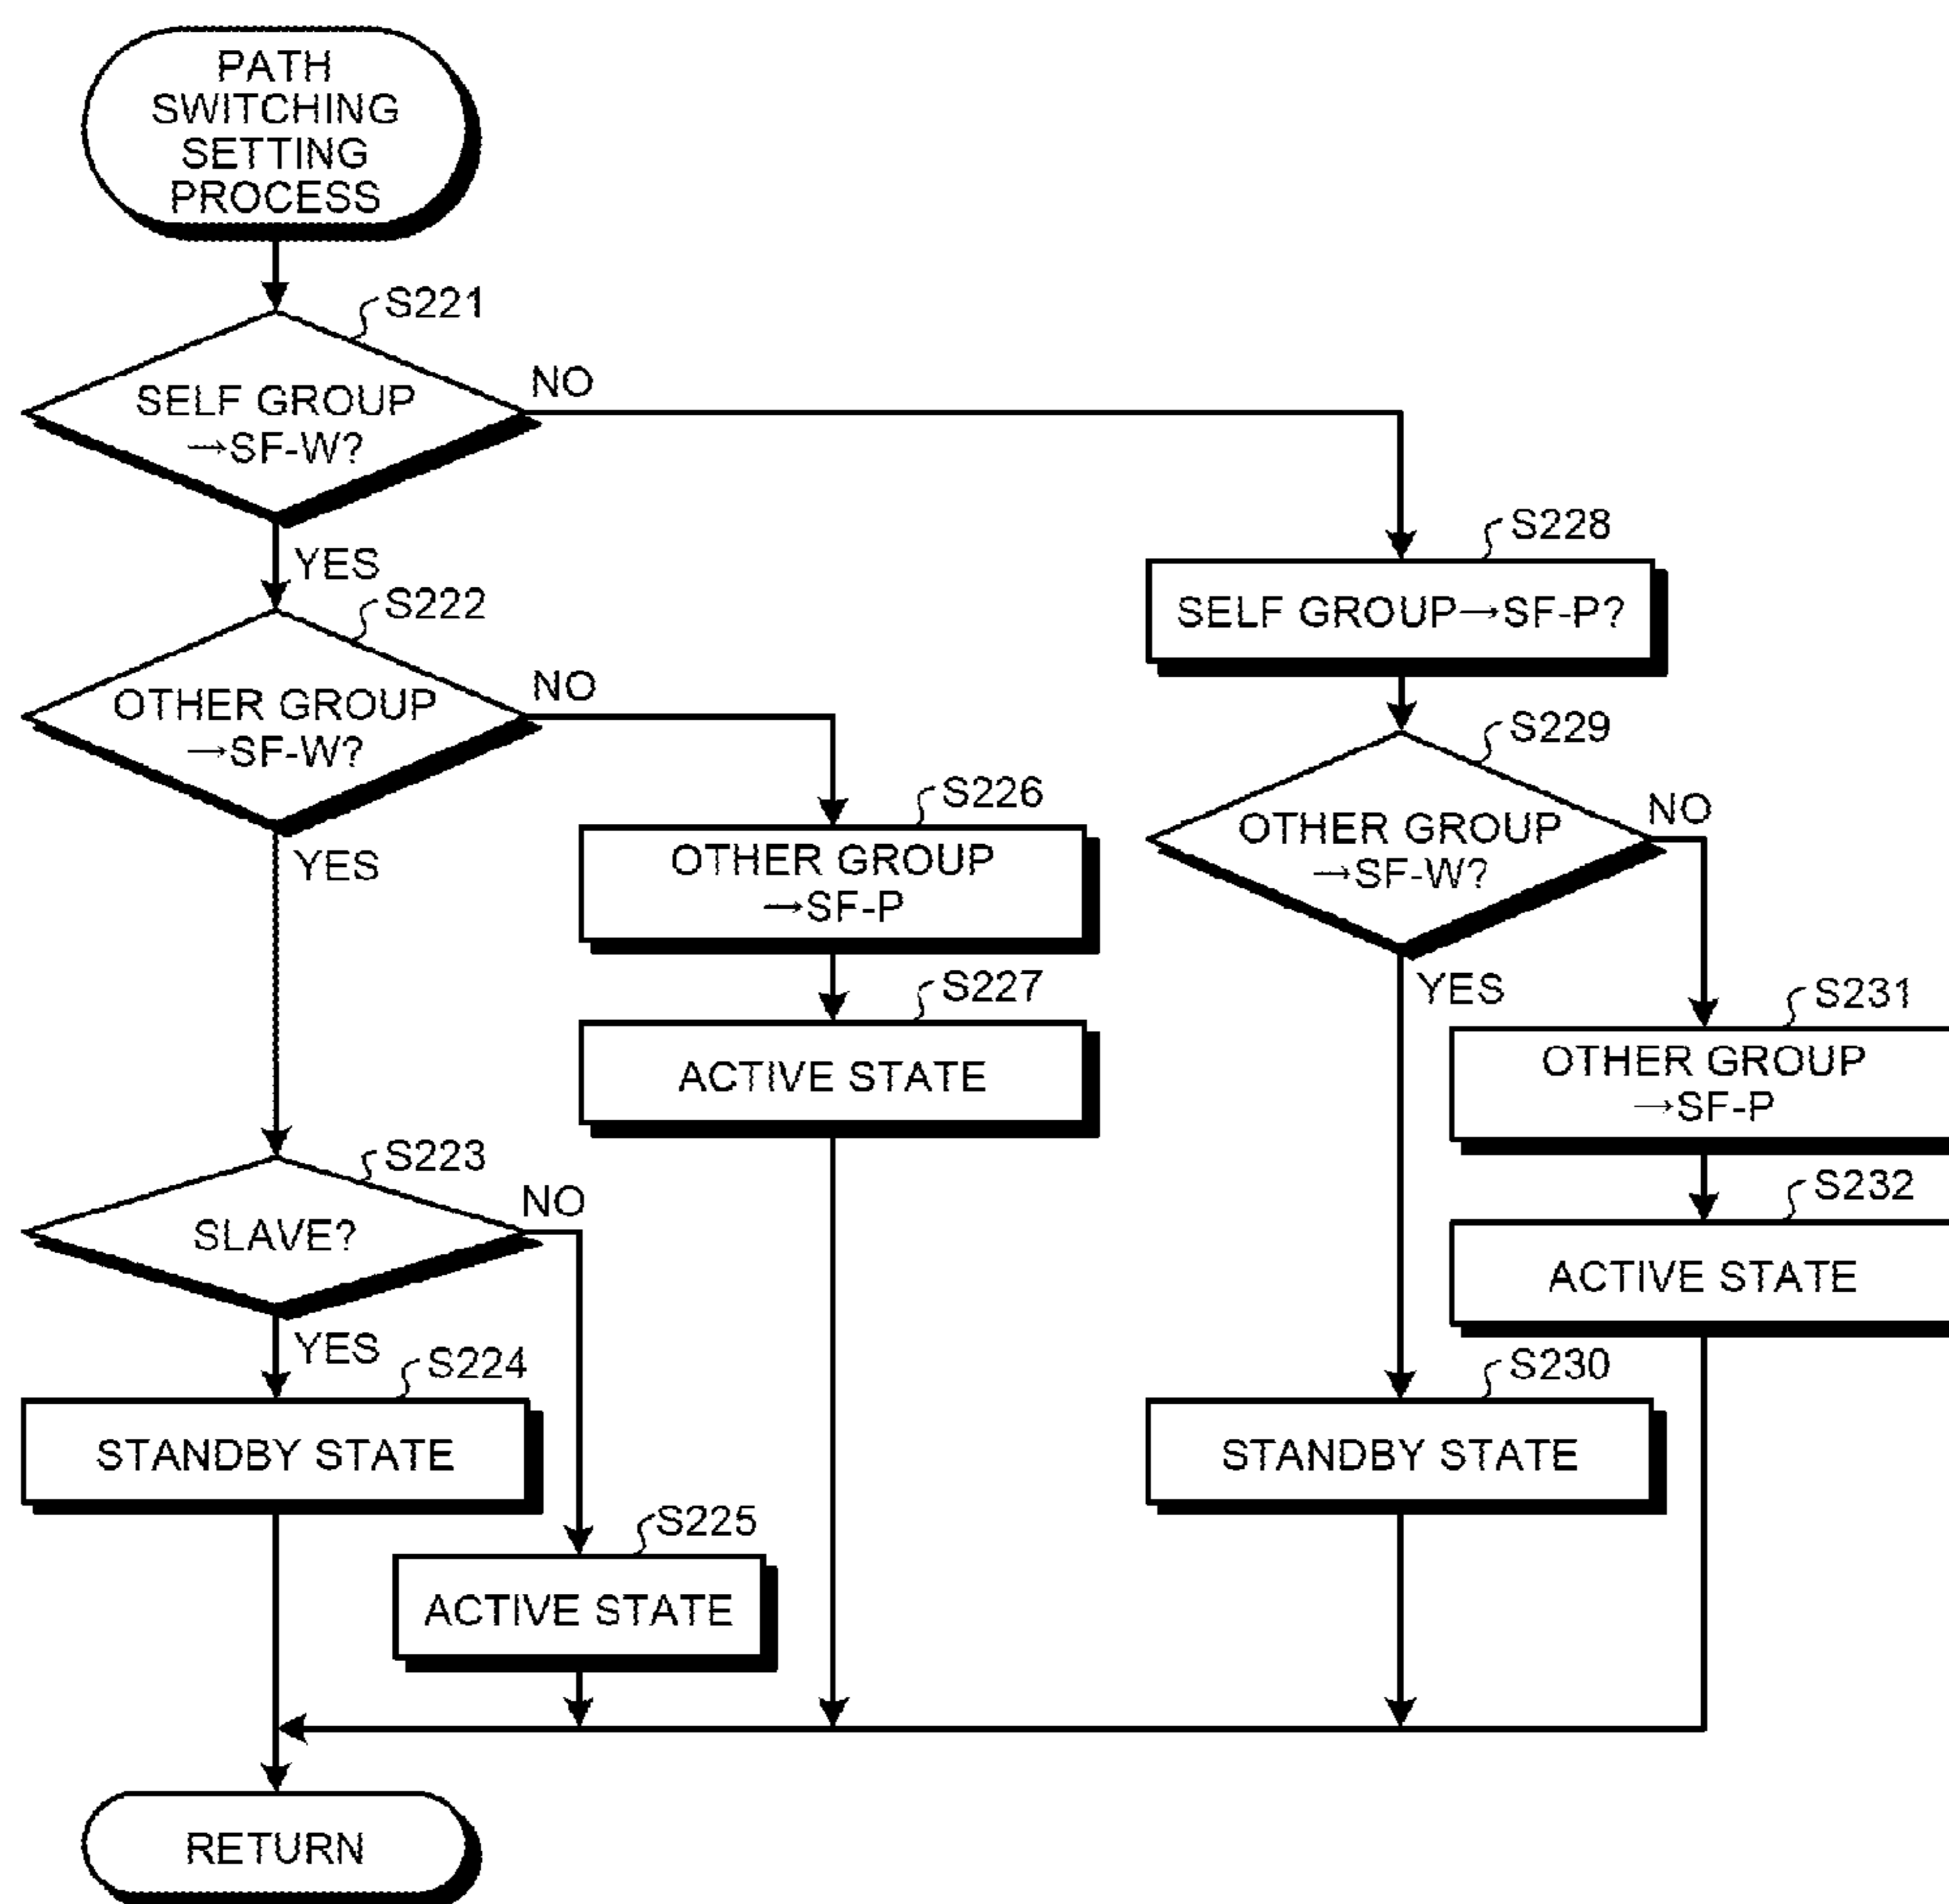 PATH
SWITCHING
SETTING
PROCESS
S221
SELF GROUP
→SF-W?
NO
YES
S222
OTHER GROUP
→SF-W?
NO
YES
S223
SLAVE?
NO
YES
S224
STANDBY STATE
S225
ACTIVE STATE
S226
OTHER GROUP
→SF-P
S227
ACTIVE STATE
S228
SELF GROUP→SF-P?
S229
OTHER GROUP
→SF-W?
NO
YES
S230
STANDBY STATE
S231
OTHER GROUP
→SF-P
S232
ACTIVE STATE
RETURN